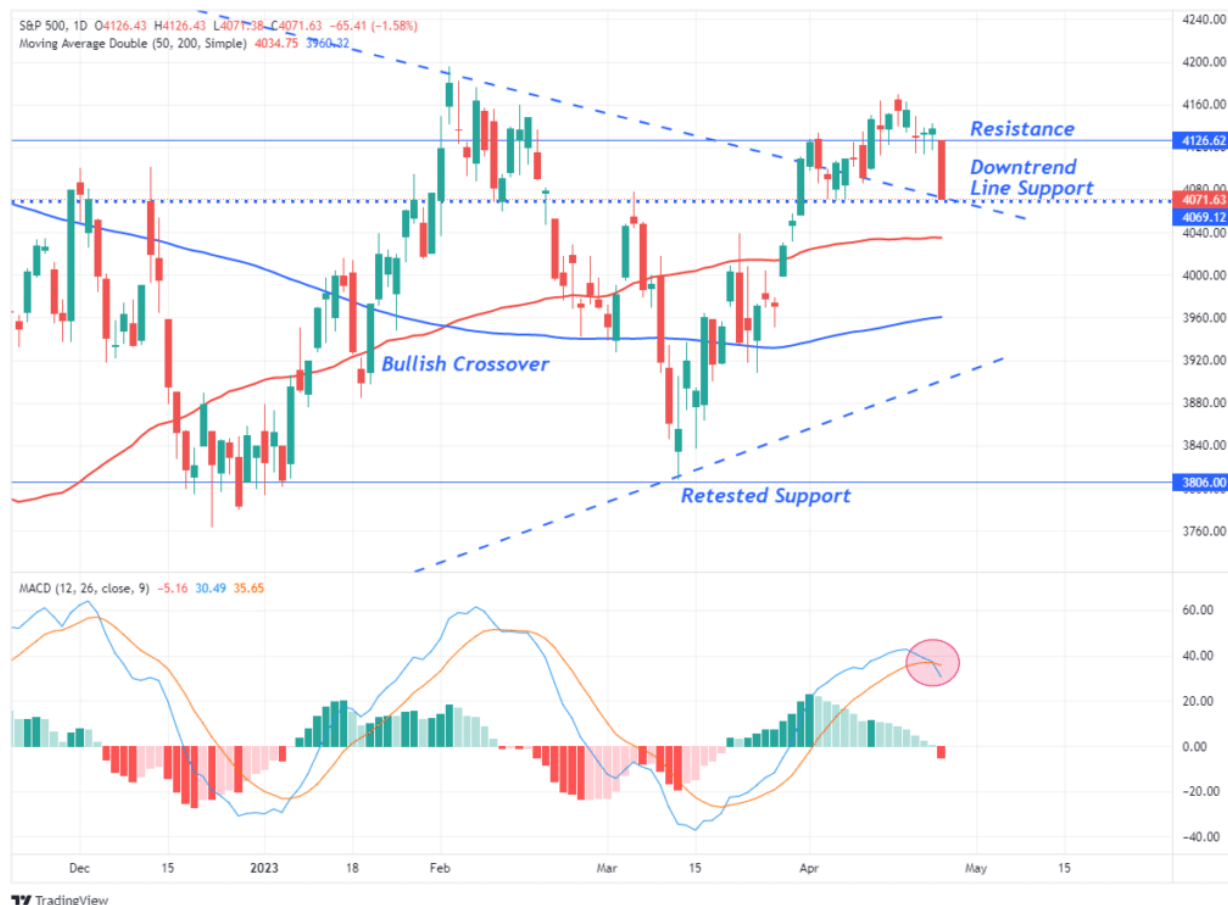 S&P 500, 1D O4126.43 H4126.43 L4071.38 C4071.63 −65.41 (−1.58%)
Moving Average Double (50, 200, Simple) 4034.75 3960.32
4240.00
4200.00
4160.00
Resistance
4126.62
Downtrend
Line Support
4080.00
4071.63
4069.12
4040.00
4000.00
3960.00
Bullish Crossover
3920.00
3880.00
3840.00
Retested Support
3806.00
3760.00
MACD (12, 26, close, 9) −5.16 30.49 35.65
60.00
40.00
20.00
0.00
−20.00
−40.00
Dec 15 2023 18 Feb Mar 15 Apr May 15
TradingView